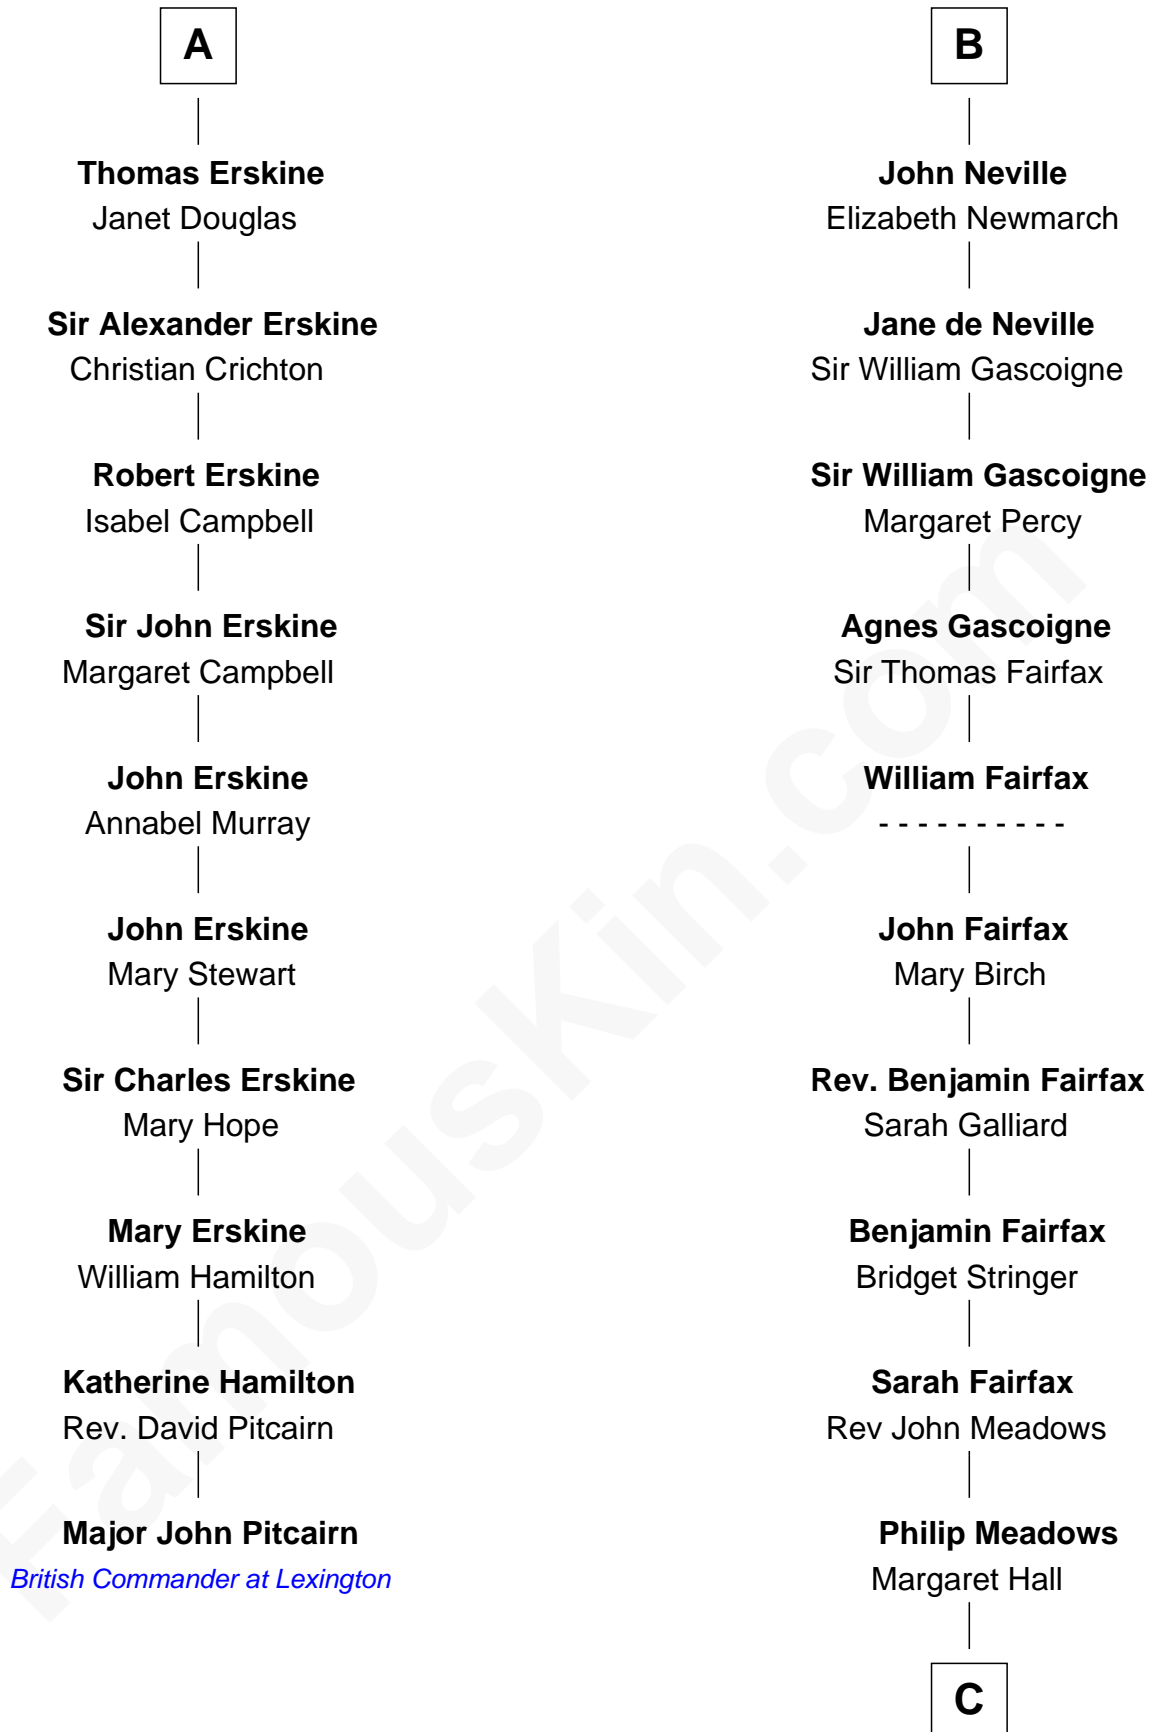 A
Thomas Erskine
Janet Douglas
Sir Alexander Erskine
Christian Crichton
Robert Erskine
Isabel Campbell
Sir John Erskine
Margaret Campbell
John Erskine
Annabel Murray
John Erskine
Mary Stewart
Sir Charles Erskine
Mary Hope
Mary Erskine
William Hamilton
Katherine Hamilton
Rev. David Pitcairn
Major John Pitcairn
British Commander at Lexington
B
John Neville
Elizabeth Newmarch
Jane de Neville
Sir William Gascoigne
Sir William Gascoigne
Margaret Percy
Agnes Gascoigne
Sir Thomas Fairfax
William Fairfax
- - - - - - - - - -
John Fairfax
Mary Birch
Rev. Benjamin Fairfax
Sarah Galliard
Benjamin Fairfax
Bridget Stringer
Sarah Fairfax
Rev John Meadows
Philip Meadows
Margaret Hall
C
FamousKin.com